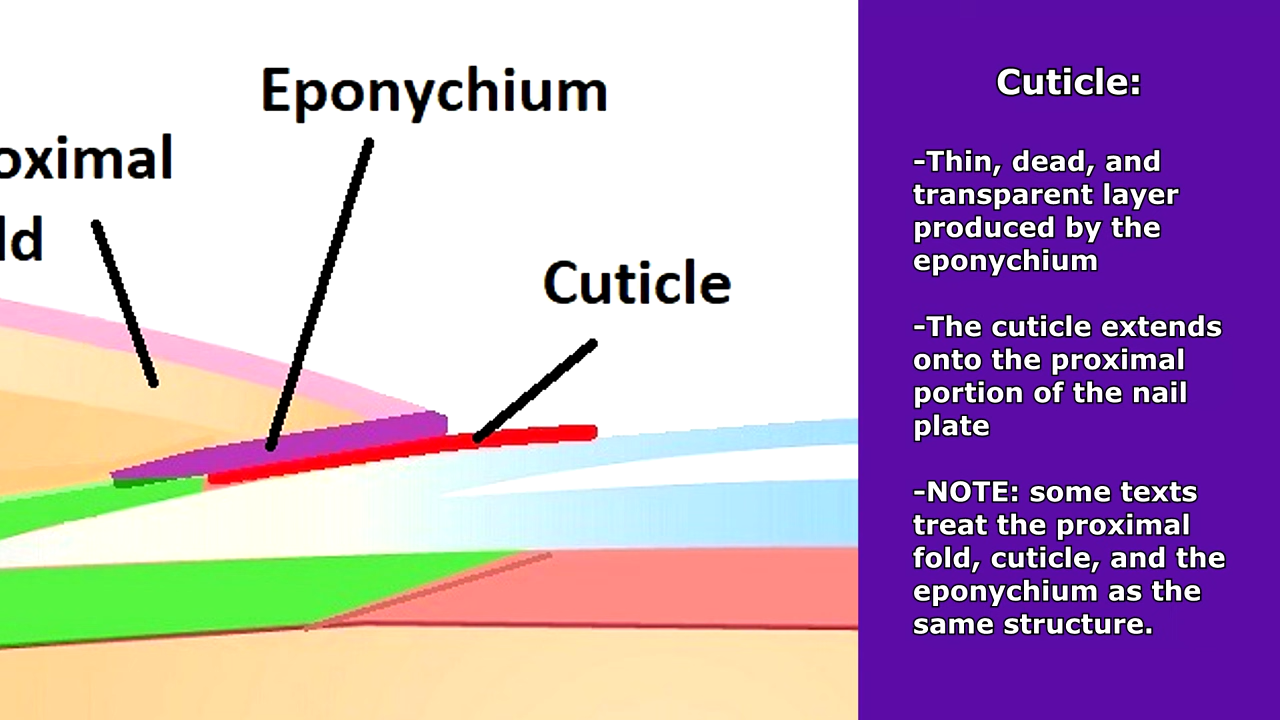 Eponychium
oximal
ld
Cuticle
Cuticle:
-Thin, dead, and
transparent layer
produced by the
eponychium
-The cuticle extends
onto the proximal
portion of the nail
plate
-NOTE: some texts
treat the proximal
fold, cuticle, and the
eponychium as the
same structure.